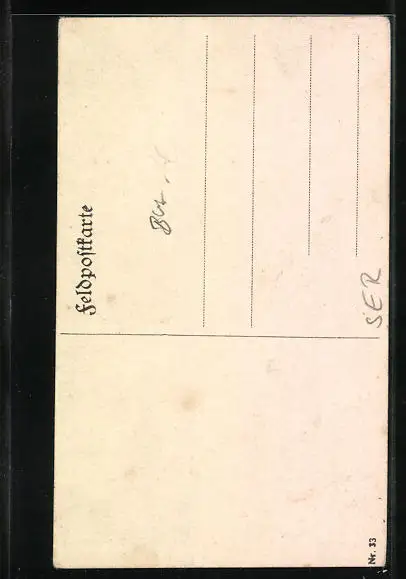 Feldpostkarte
SER
Nr. 33